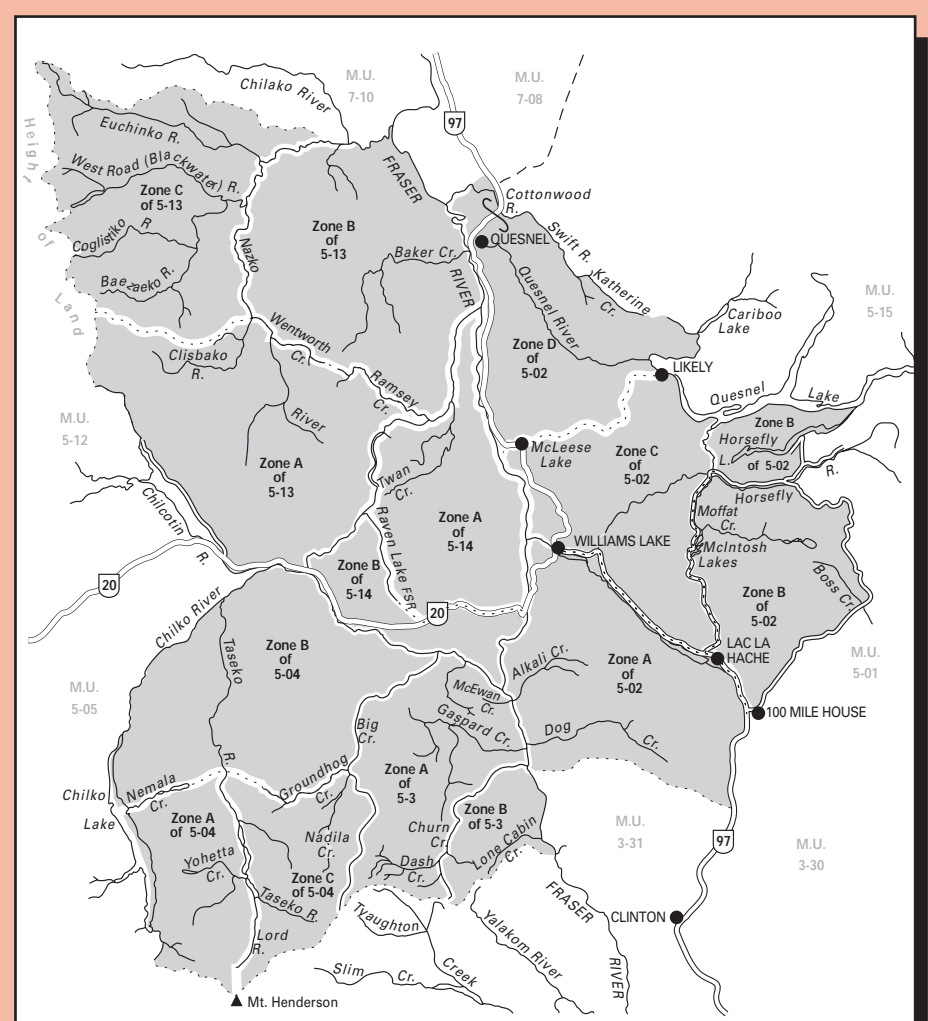 M.U.
7-10
M.U.
7-08
Chilako River
97
Heigh
of
Land
Euchinko R.
West Road (Blackwater) R.
Zone C
of 5-13
Coglistiko
R
Baezaeko R.
Nazko
Zone B
of
5-13
FRASER
RIVER
Baker Cr.
Cottonwood
R.
QUESNEL
Swift R.
Katherine
Cr.
Quesnel River
Cariboo
Lake
M.U.
5-15
Wentworth
Cr.
Clisbako
R.
Ramsey
Cr.
Zone D
of
5-02
LIKELY
Quesnel
Lake
M.U.
5-12
River
Zone A
of
5-13
McLeese
Lake
Zone C
of
5-02
Zone B
of 5-02
Horsefly
L.
Horsefly
R.
Twan
Cr.
Chilcotin
R.
Raven Lake FSR
Zone A
of
5-14
Zone B
of
5-14
WILLIAMS LAKE
Moffat
Cr.
McIntosh
Lakes
Boss Cr.
Zone B
of
5-02
20
20
Chilko River
Taseko
R.
Zone B
of
5-04
LAC LA
HACHE
M.U.
5-01
Alkali Cr.
Zone A
of
5-02
McEwan
Cr.
Gaspard Cr.
Dog
Cr.
100 MILE HOUSE
M.U.
5-05
Big
Cr.
Groundhog
Cr.
Chilko
Lake
Nemala
Cr.
Zone A
of
5-3
Zone B
of 5-3
Zone A
of 5-04
Nadila
Cr.
Churn
Cr.
Lone Cabin
Cr.
M.U.
3-31
97
M.U.
3-30
Yohetta
Cr.
Zone C
of 5-04
Dash
Cr.
Taseko R.
Lord
R.
Tyaughton
Creek
Yalakom River
FRASER
RIVER
CLINTON
Slim
Cr.
Mt. Henderson